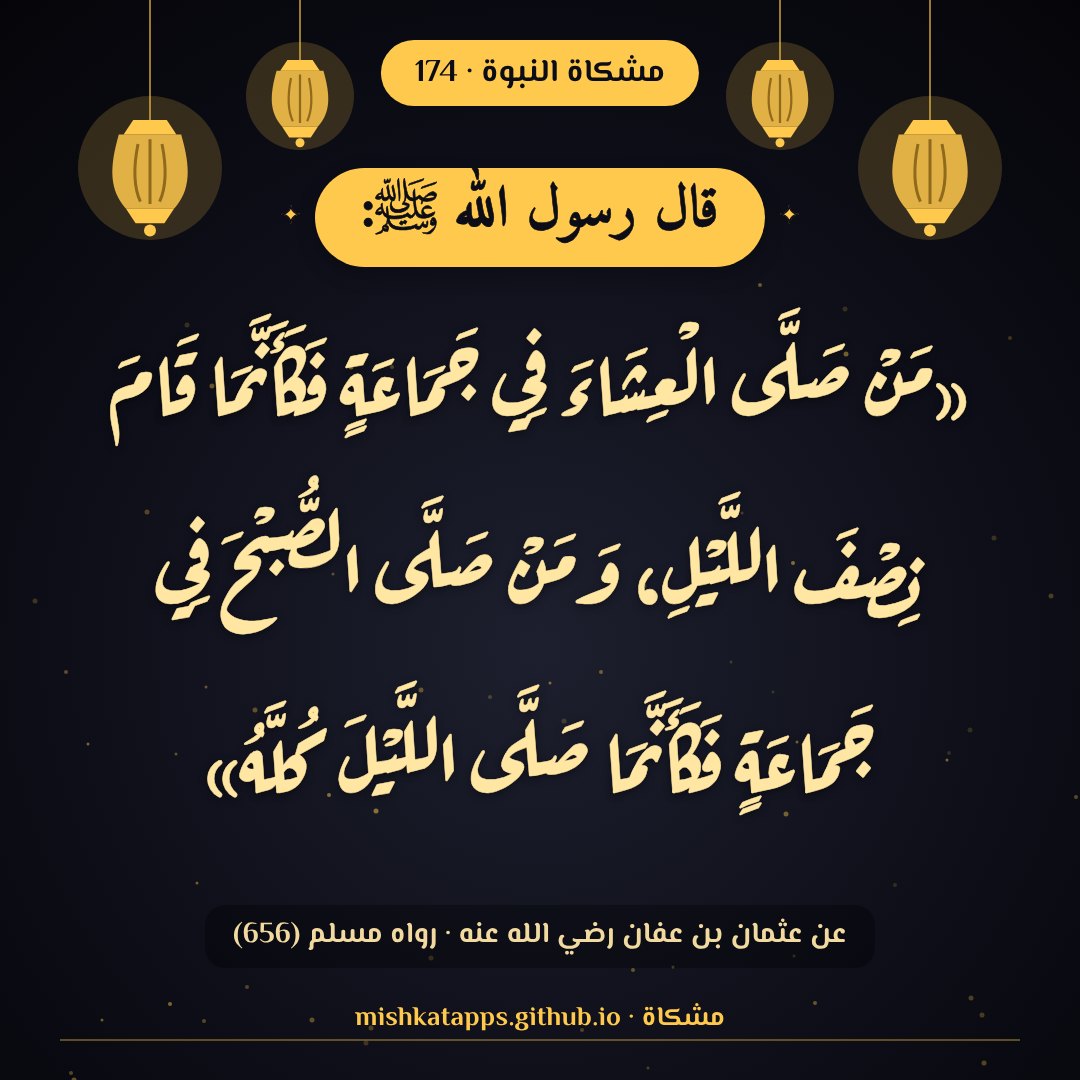 مشكاة النبوة · 174
قال رسول الله ﷺ:
«مَنْ صَلَّى الْعِشَاءَ فِي جَمَاعَةٍ فَكَأَنَّمَا قَامَ
نِصْفَ اللَّيْلِ، وَمَنْ صَلَّى الصُّبْحَ فِي
جَمَاعَةٍ فَكَأَنَّمَا صَلَّى اللَّيْلَ كُلَّهُ»
عن عثمان بن عفان رضي الله عنه · رواه مسلم (656)
مشكاة · mishkatapps.github.io